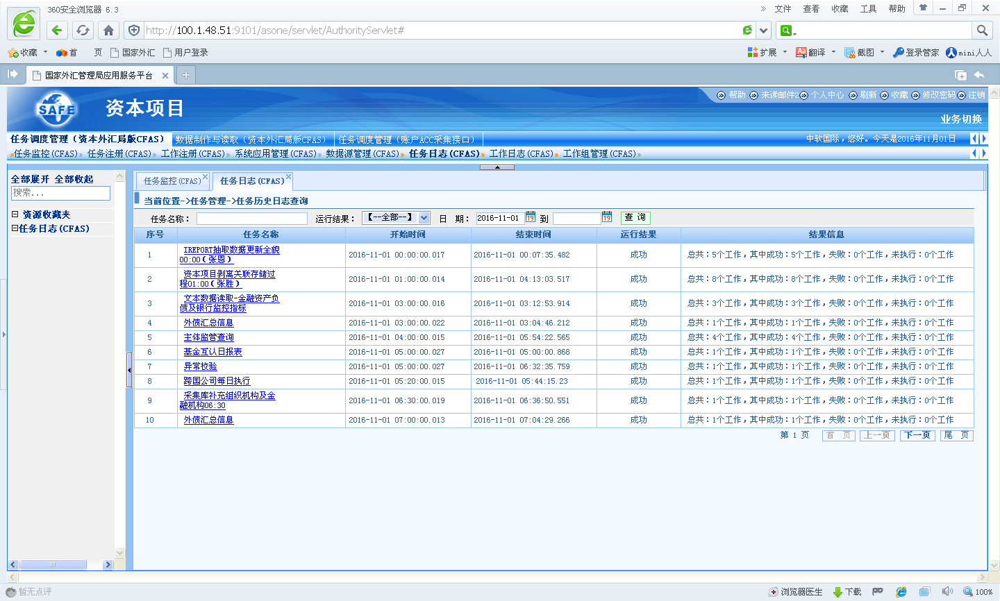 360安全浏览器 6.3
» 文件 查看 收藏 工具 帮助
http://100.1.48.51:9101/asone/servlet/AuthorityServlet#
收藏 首 页 国家外汇 用户登录
扩展 翻译 截图 登录管家 mini人人
国家外汇管理局应用服务平台
SAFE 资本项目
帮助 未读邮件2 个人中心 刷新 收藏 修改密码 注销
业务切换
任务调度管理（资本外汇局版CFAS） 数据制作与读取（资本外汇局版CFAS） 任务调度管理（账户ACC采集接口）
中软国际，您好。今天是2016年11月01日
任务监控(CFAS)» 任务注册(CFAS)» 工作注册(CFAS)» 系统应用管理(CFAS)» 数据源管理(CFAS)» 任务日志(CFAS)» 工作日志(CFAS)» 工作组管理(CFAS)»
全部展开 全部收起
搜索...
资源收藏夹
任务日志(CFAS)
任务监控(CFAS) 任务日志(CFAS)
当前位置->任务管理->任务历史日志查询
任务名称： 运行结果： 【--全部--】 日 期： 2016-11-01 19 到 19 查 询
序号 任务名称 开始时间 结束时间 运行结果 结果信息
1 IREPORT抽取数据更新全貌00:00(张恩) 2016-11-01 00:00:00.017 2016-11-01 00:07:35.482 成功 总共：5个工作，其中成功：5个工作，失败：0个工作，未执行：0个工作
2 资本项目剥离关联存储过程01:00(张胜) 2016-11-01 01:00:00.014 2016-11-01 04:13:03.517 成功 总共：8个工作，其中成功：8个工作，失败：0个工作，未执行：0个工作
3 文本数据读取-金融资产负债及银行监控指标 2016-11-01 03:00:00.016 2016-11-01 03:12:53.914 成功 总共：3个工作，其中成功：3个工作，失败：0个工作，未执行：0个工作
4 外债汇总信息 2016-11-01 03:00:00.022 2016-11-01 03:04:46.212 成功 总共：1个工作，其中成功：1个工作，失败：0个工作，未执行：0个工作
5 主体监管查询 2016-11-01 04:00:00.015 2016-11-01 05:54:22.565 成功 总共：4个工作，其中成功：4个工作，失败：0个工作，未执行：0个工作
6 基金互认日报表 2016-11-01 05:00:00.027 2016-11-01 05:00:00.868 成功 总共：1个工作，其中成功：1个工作，失败：0个工作，未执行：0个工作
7 异常校验 2016-11-01 05:00:00.027 2016-11-01 06:32:35.759 成功 总共：1个工作，其中成功：1个工作，失败：0个工作，未执行：0个工作
8 跨国公司每日执行 2016-11-01 05:20:00.015 2016-11-01 05:44:15.23 成功 总共：1个工作，其中成功：1个工作，失败：0个工作，未执行：0个工作
9 采集库补充组织机构及金融机构06:30 2016-11-01 06:30:00.019 2016-11-01 06:36:50.551 成功 总共：1个工作，其中成功：1个工作，失败：0个工作，未执行：0个工作
10 外债汇总信息 2016-11-01 07:00:00.013 2016-11-01 07:04:29.266 成功 总共：1个工作，其中成功：1个工作，失败：0个工作，未执行：0个工作
第 1 页 首 页 上一页 下一页 尾 页
暂无点评
浏览器医生 下载 100%